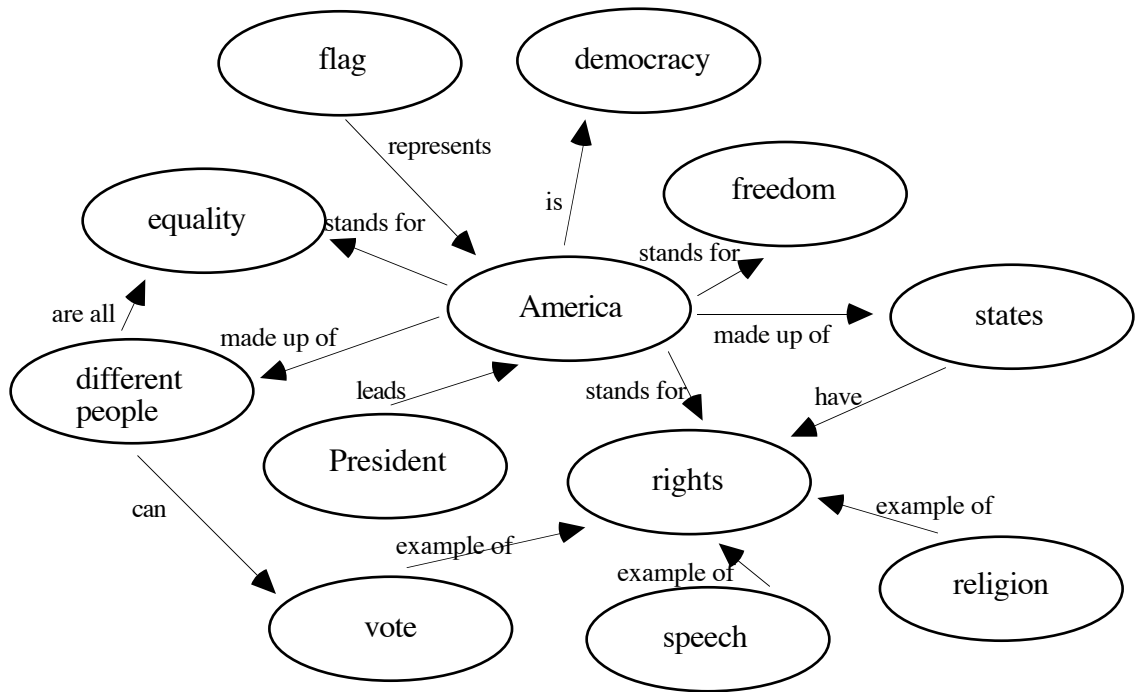 flag
democracy
represents
freedom
is
equality
stands for
stands for
America
states
are all
made up of
made up of
different
people
leads
stands for
have
President
rights
can
example of
example of
example of
religion
vote
speech